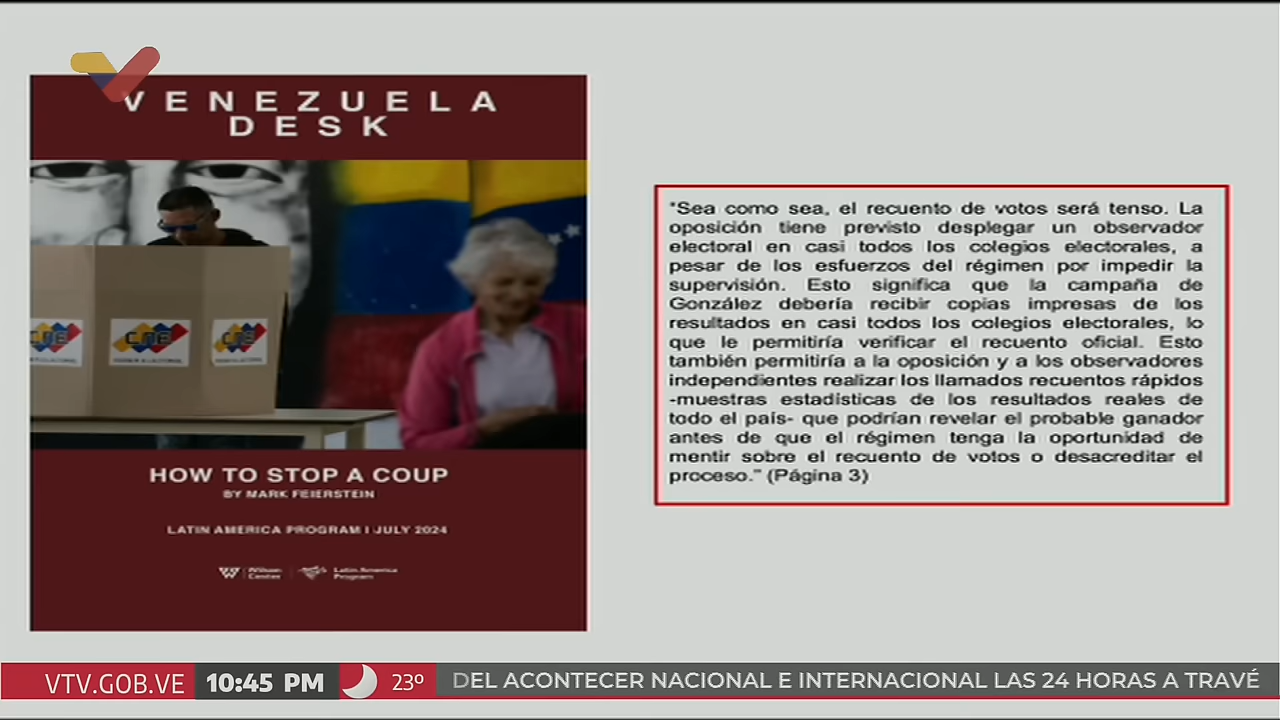 VENEZUELA
DESK
CNE
CNE
HOW TO STOP A COUP
BY MARK FEIERSTEIN
LATIN AMERICA PROGRAM | JULY 2024
Wilson
Center
Latin America
Program
"Sea como sea, el recuento de votos será tenso. La
oposición tiene previsto desplegar un observador
electoral en casi todos los colegios electorales, a
pesar de los esfuerzos del régimen por impedir la
supervisión. Esto significa que la campaña de
González debería recibir copias impresas de los
resultados en casi todos los colegios electorales, lo
que le permitiría verificar el recuento oficial. Esto
también permitiría a la oposición y a los observadores
independientes realizar los llamados recuentos rápidos
-muestras estadísticas de los resultados reales de
todo el país- que podrían revelar el probable ganador
antes de que el régimen tenga la oportunidad de
mentir sobre el recuento de votos o desacreditar el
proceso." (Página 3)
VTV.GOB.VE 10:45 PM 23º DEL ACONTECER NACIONAL E INTERNACIONAL LAS 24 HORAS A TRAVÉ